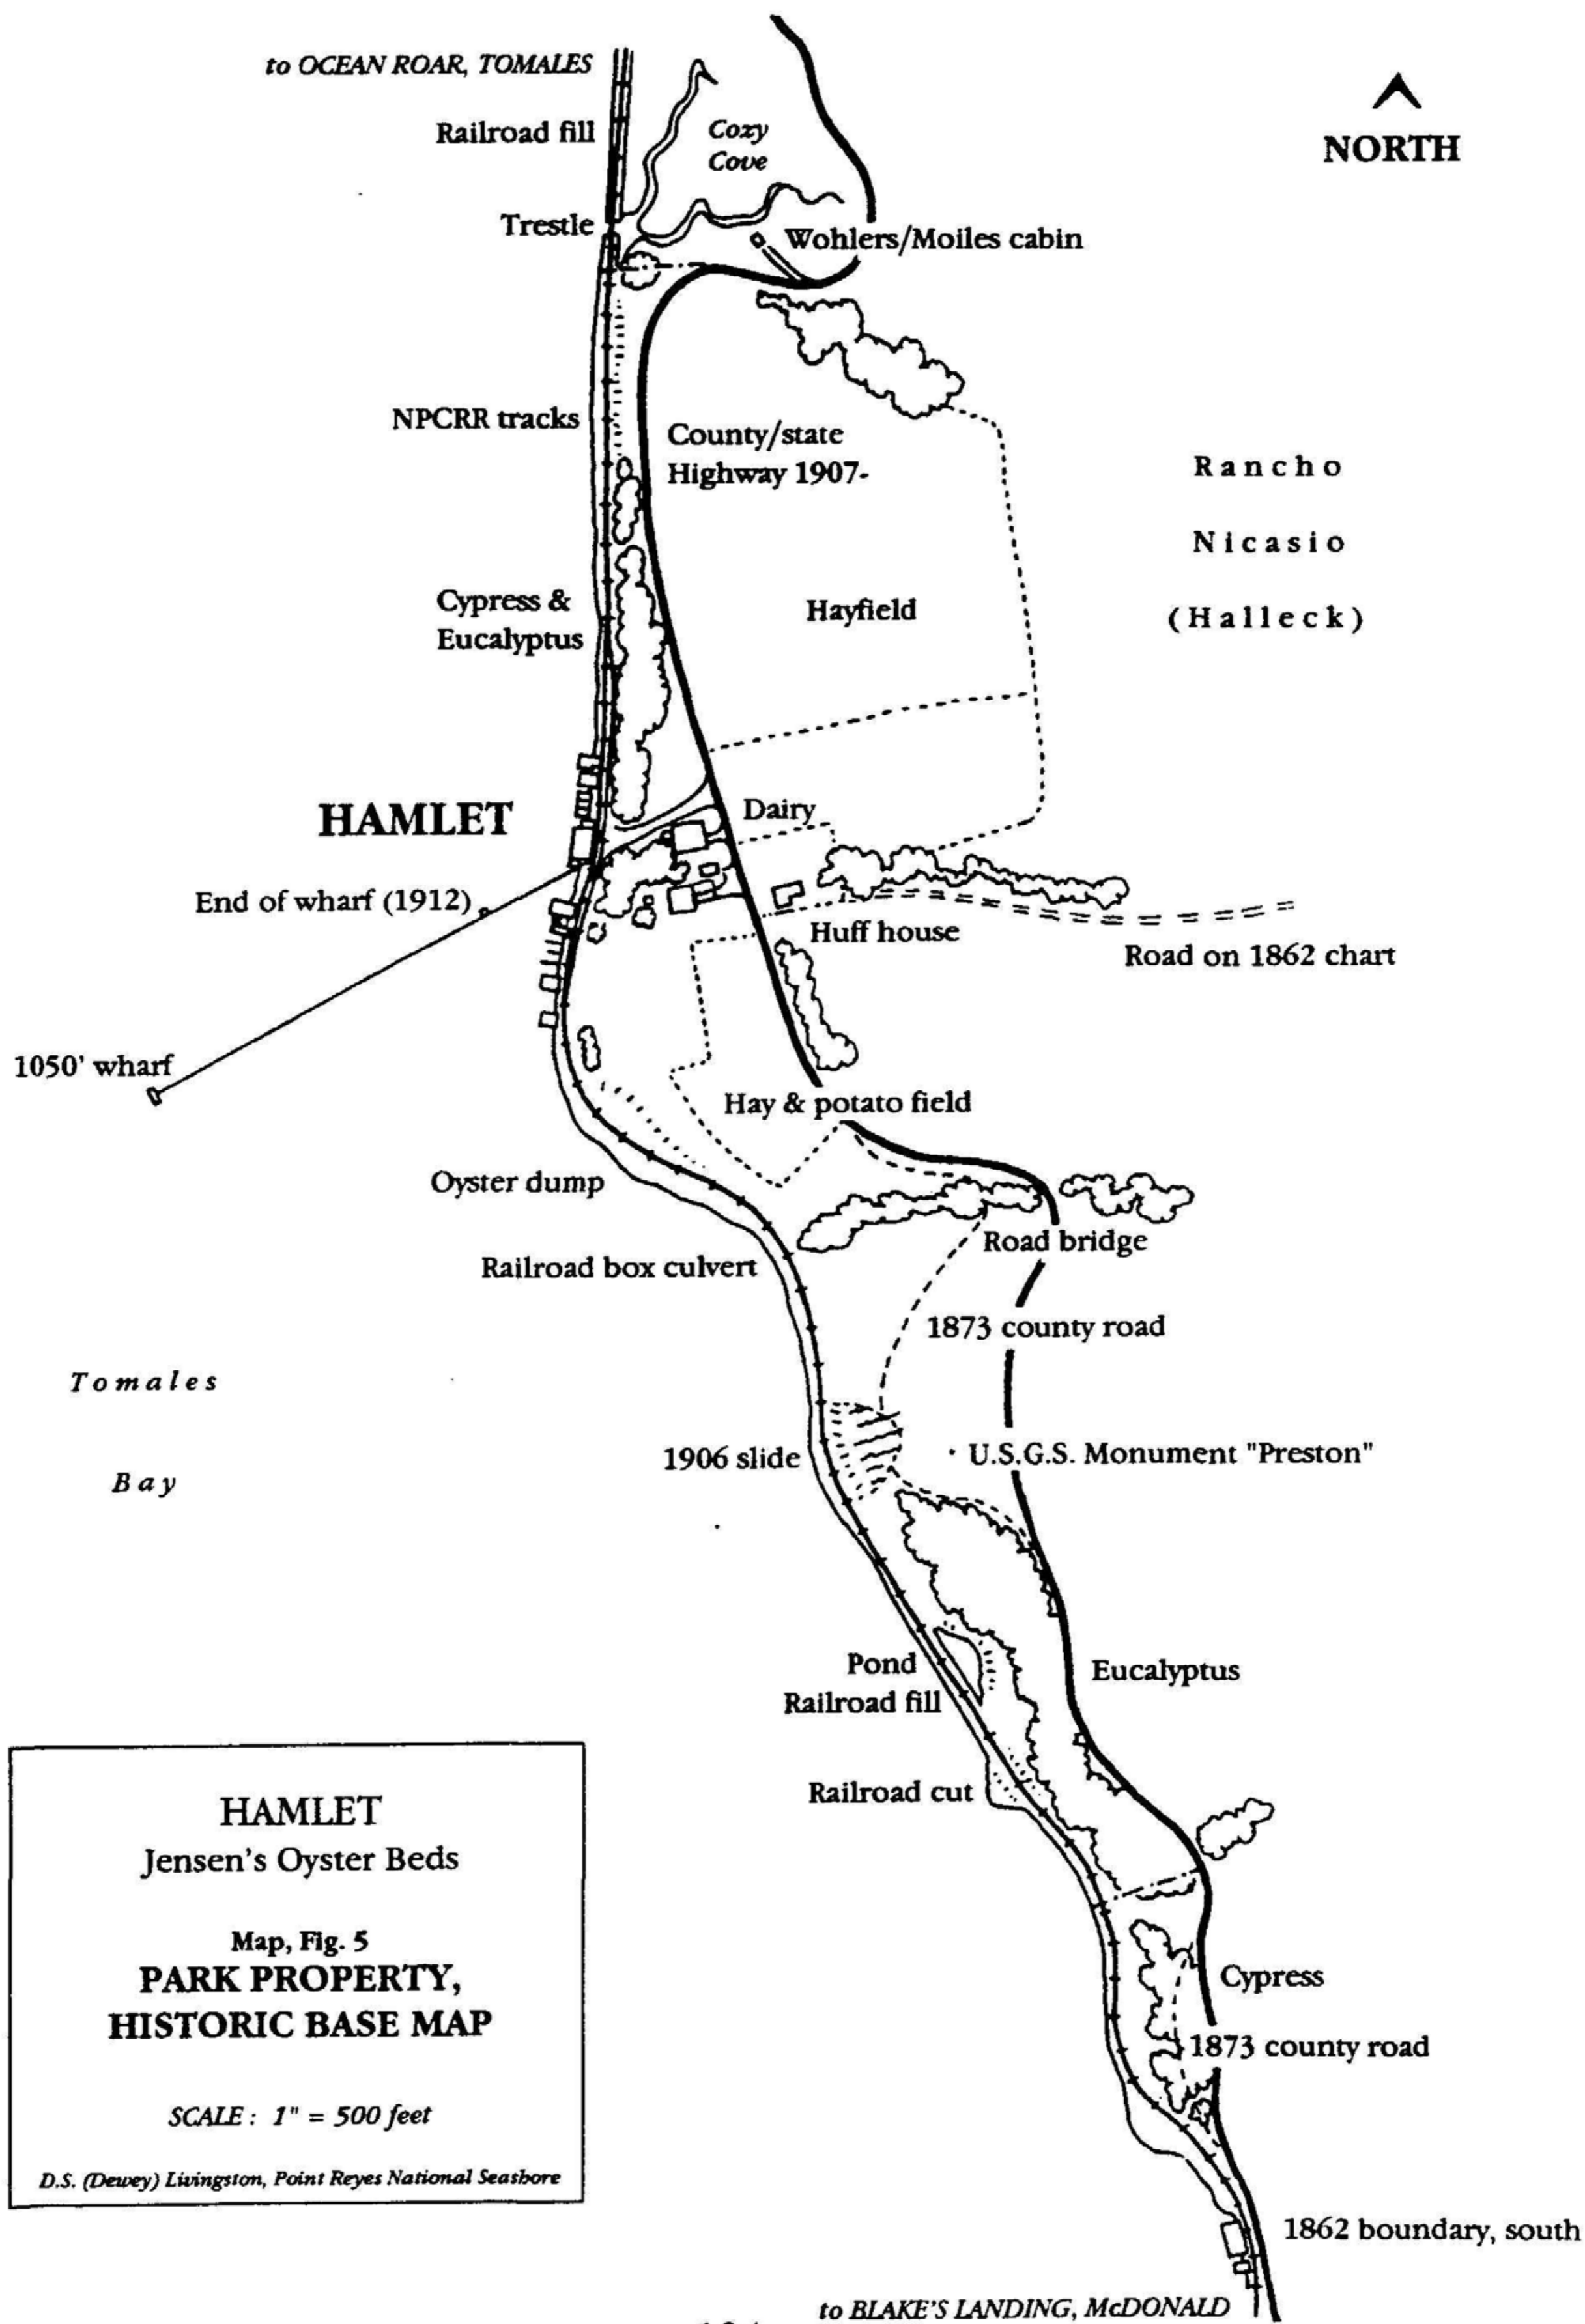 to OCEAN ROAR, TOMALES
Railroad fill
Cozy
Cove
NORTH
Trestle
Wohlers/Moiles cabin
NPCRR tracks
County/state
Highway 1907-
Rancho
Nicasio
(Halleck)
Cypress &
Eucalyptus
Hayfield
HAMLET
Dairy
End of wharf (1912)
Huff house
Road on 1862 chart
1050' wharf
Hay & potato field
Oyster dump
Road bridge
Railroad box culvert
1873 county road
Tomales
Bay
1906 slide
U.S.G.S. Monument "Preston"
Pond
Railroad fill
Eucalyptus
Railroad cut
HAMLET
Jensen's Oyster Beds
Map, Fig. 5
PARK PROPERTY,
HISTORIC BASE MAP
SCALE: 1" = 500 feet
D.S. (Dewey) Livingston, Point Reyes National Seashore
Cypress
1873 county road
1862 boundary, south
to BLAKE'S LANDING, McDONALD